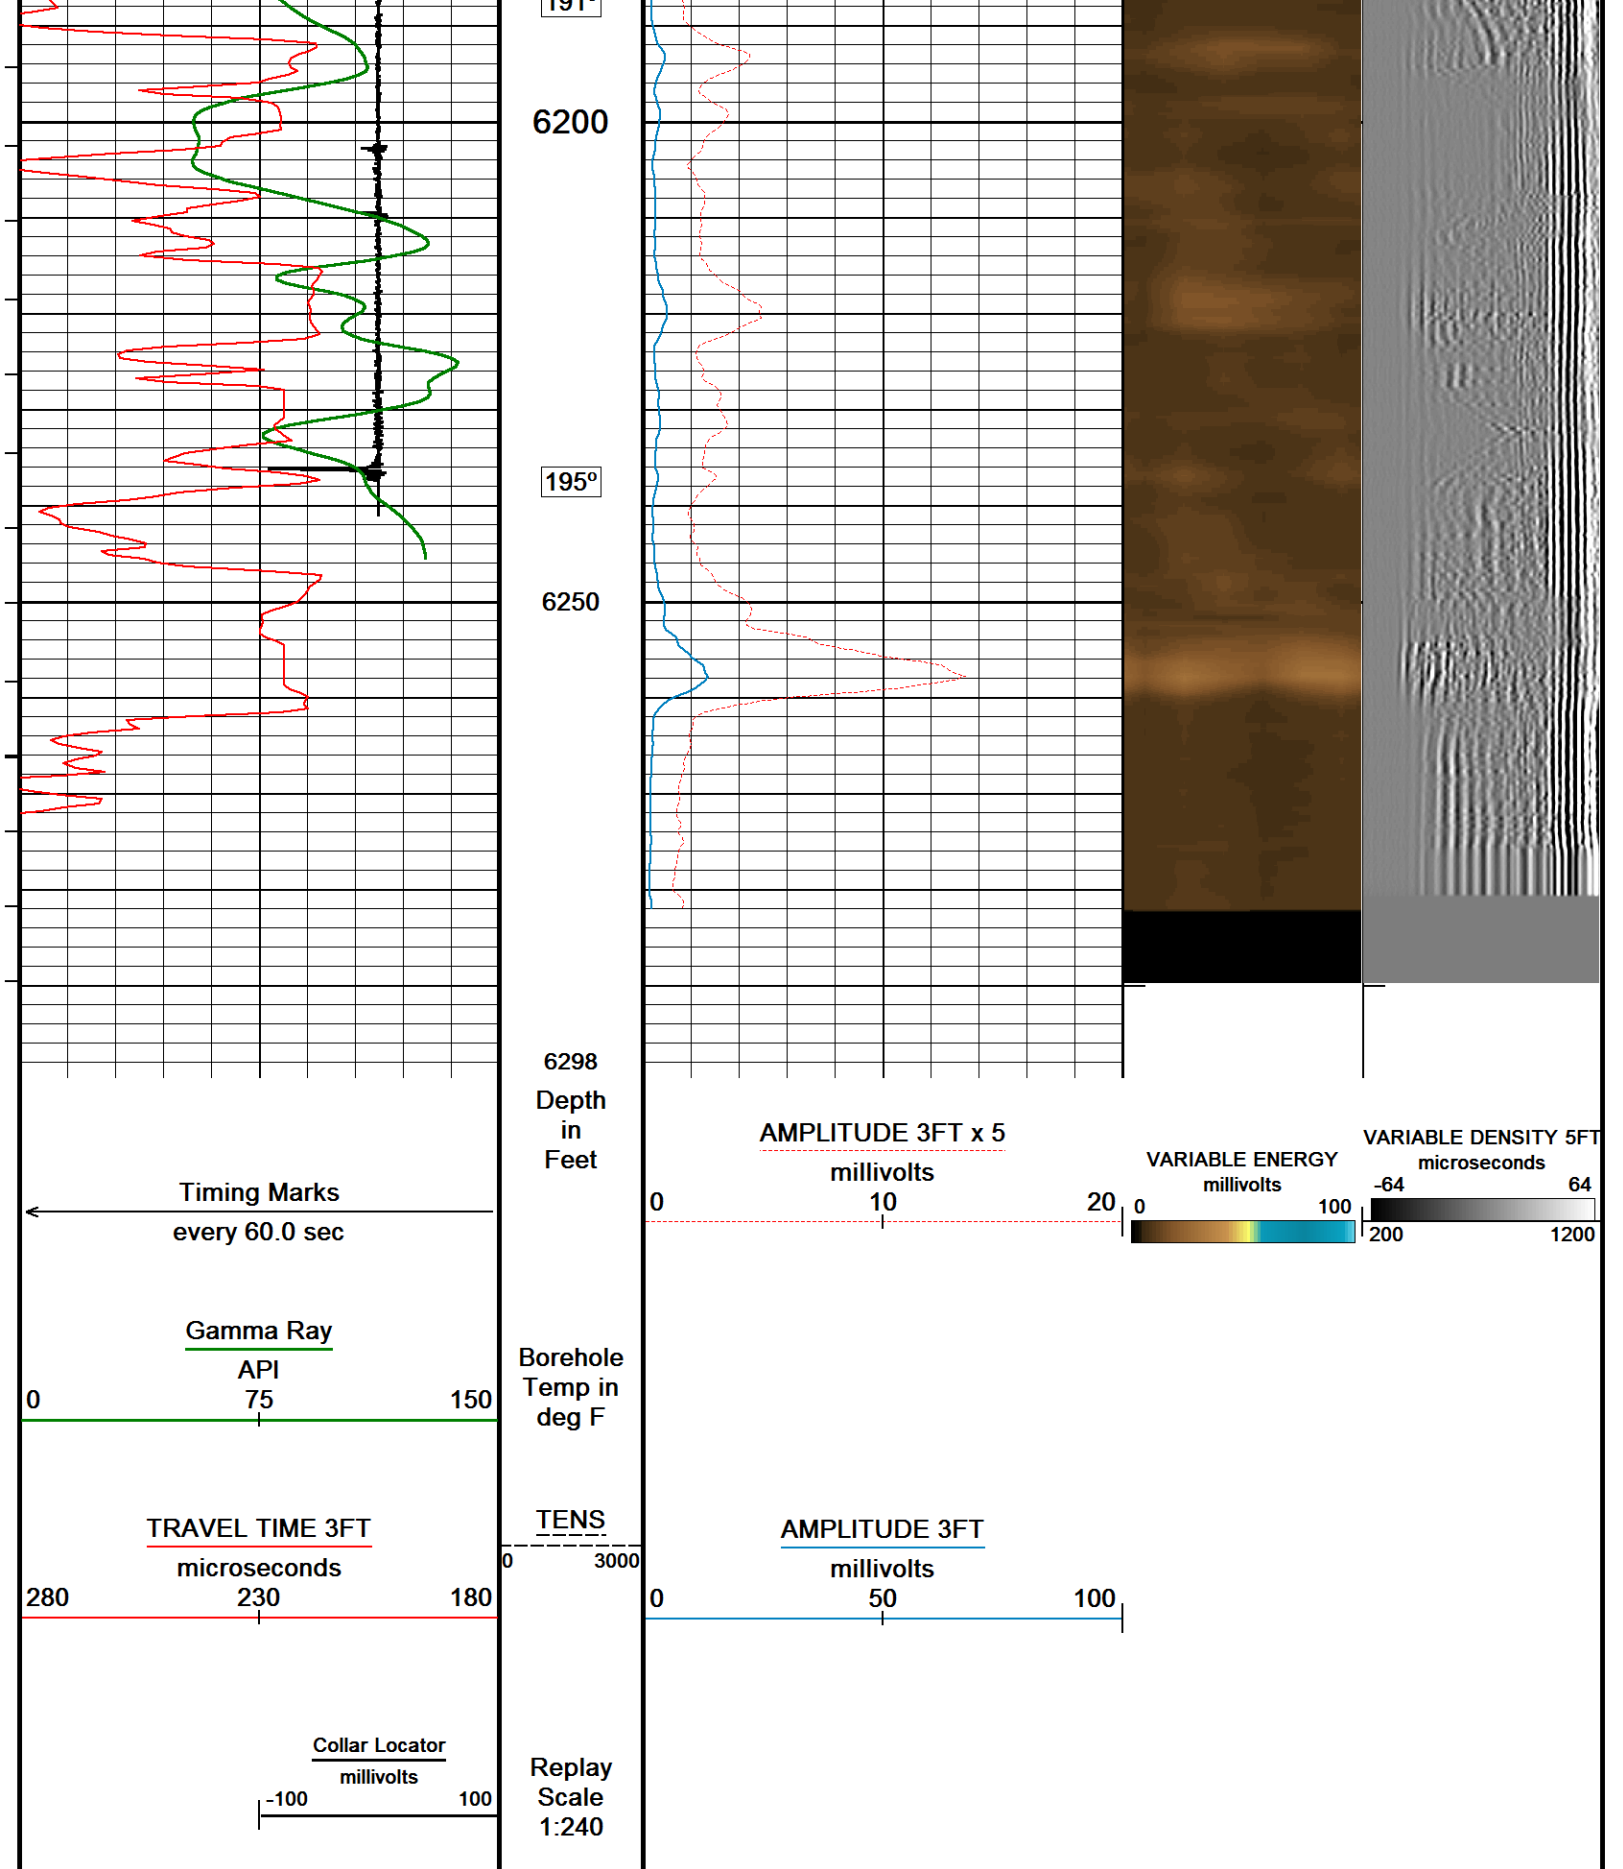 191°
6200
195º
6250
6298
Depth
in
Feet
Timing Marks
every 60.0 sec
Gamma Ray
API
0 75 150
TRAVEL TIME 3FT
microseconds
280 230 180
Collar Locator
millivolts
-100 100
Borehole
Temp in
deg F
TENS
0 3000
Replay
Scale
1:240
AMPLITUDE 3FT x 5
millivolts
0 10 20
AMPLITUDE 3FT
millivolts
0 50 100
VARIABLE ENERGY
millivolts
0 100
VARIABLE DENSITY 5FT
microseconds
-64 64
200 1200